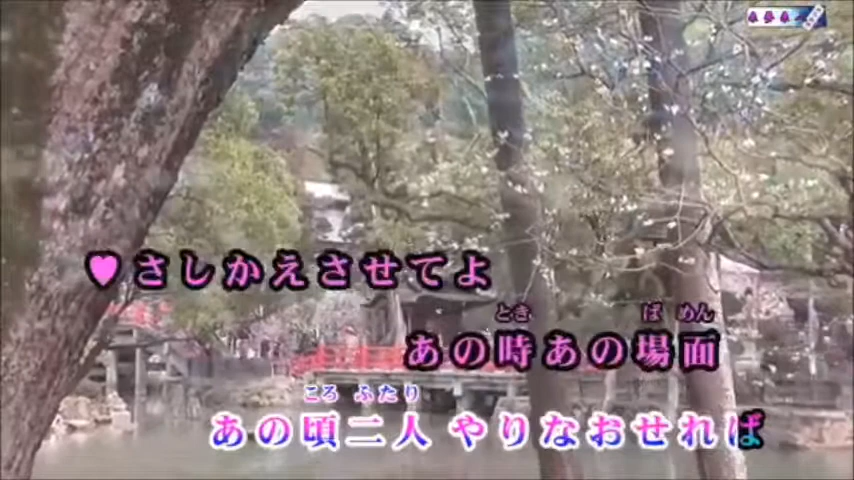 ♥さしかえさせてよ
とき ば めん
あの時あの場面
ころ ふたり
あの頃二人 やりなおせれば